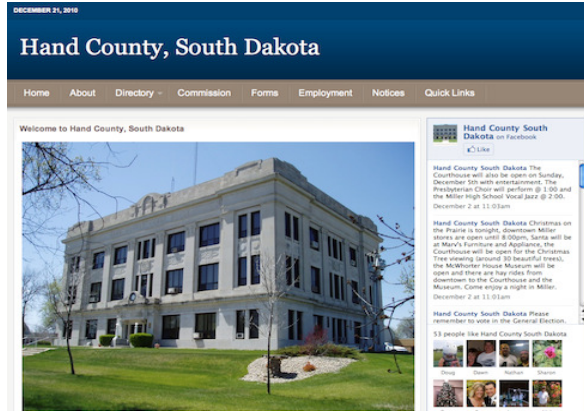 DECEMBER 21, 2010
Hand County, South Dakota
Home About Directory Commission Forms Employment Notices Quick Links
Welcome to Hand County, South Dakota
Hand County South
Dakota on Facebook
Like
Hand County South Dakota The
Courthouse will also be open on Sunday,
December 5th with entertainment. The
Presbyterian Choir will perform @ 1:00 and
the Miller High School Vocal Jazz @ 2:00.
December 2 at 11:03am
Hand County South Dakota Christmas on
the Prairie is tonight, downtown Miller
stores are open until 8:00pm, Santa will be
at Marv's Furniture and Appliance, the
Courthouse will be open for the Christmas
Tree viewing (around 30 beautiful trees),
the McWhorter House Museum will be
open and there are hay rides from
downtown to the Courthouse and the
Museum. Come enjoy a night in Miller.
December 2 at 11:01am
Hand County South Dakota Please
remember to vote in the General Election.
53 people like Hand County South Dakota
Doug Dawn Nathan Sharon